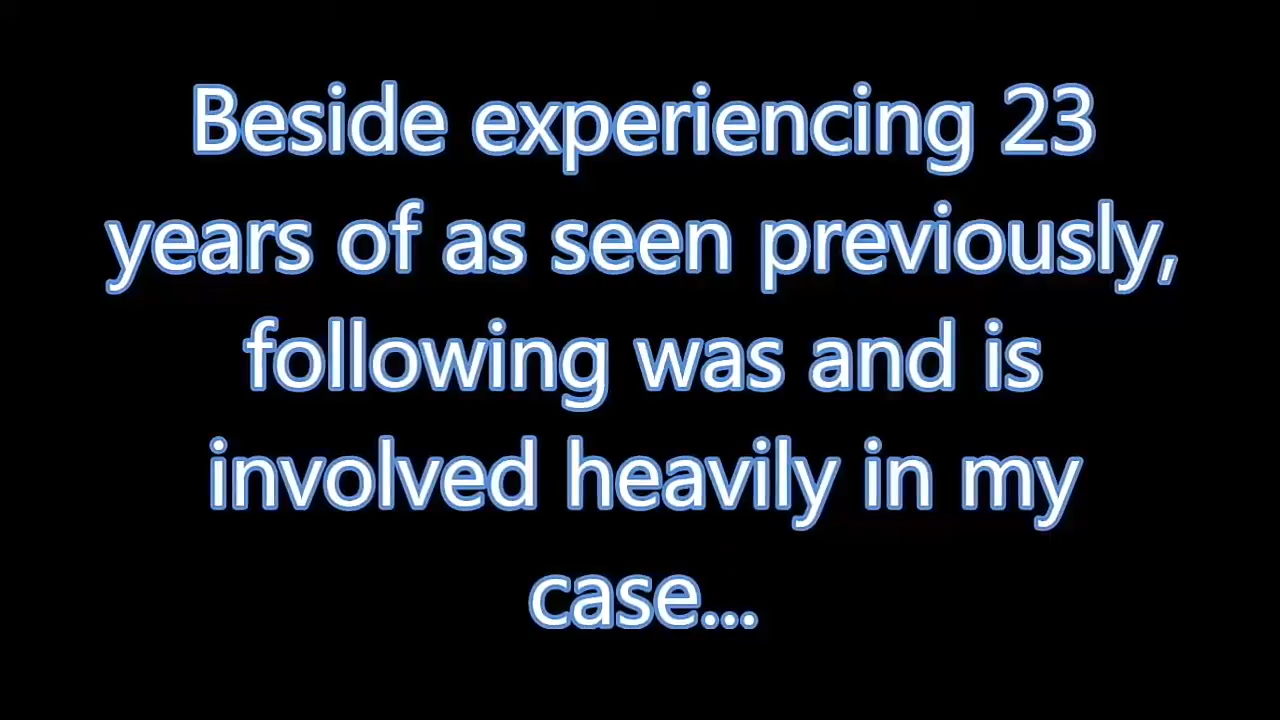 Beside experiencing 23
years of as seen previously,
following was and is
involved heavily in my
case...